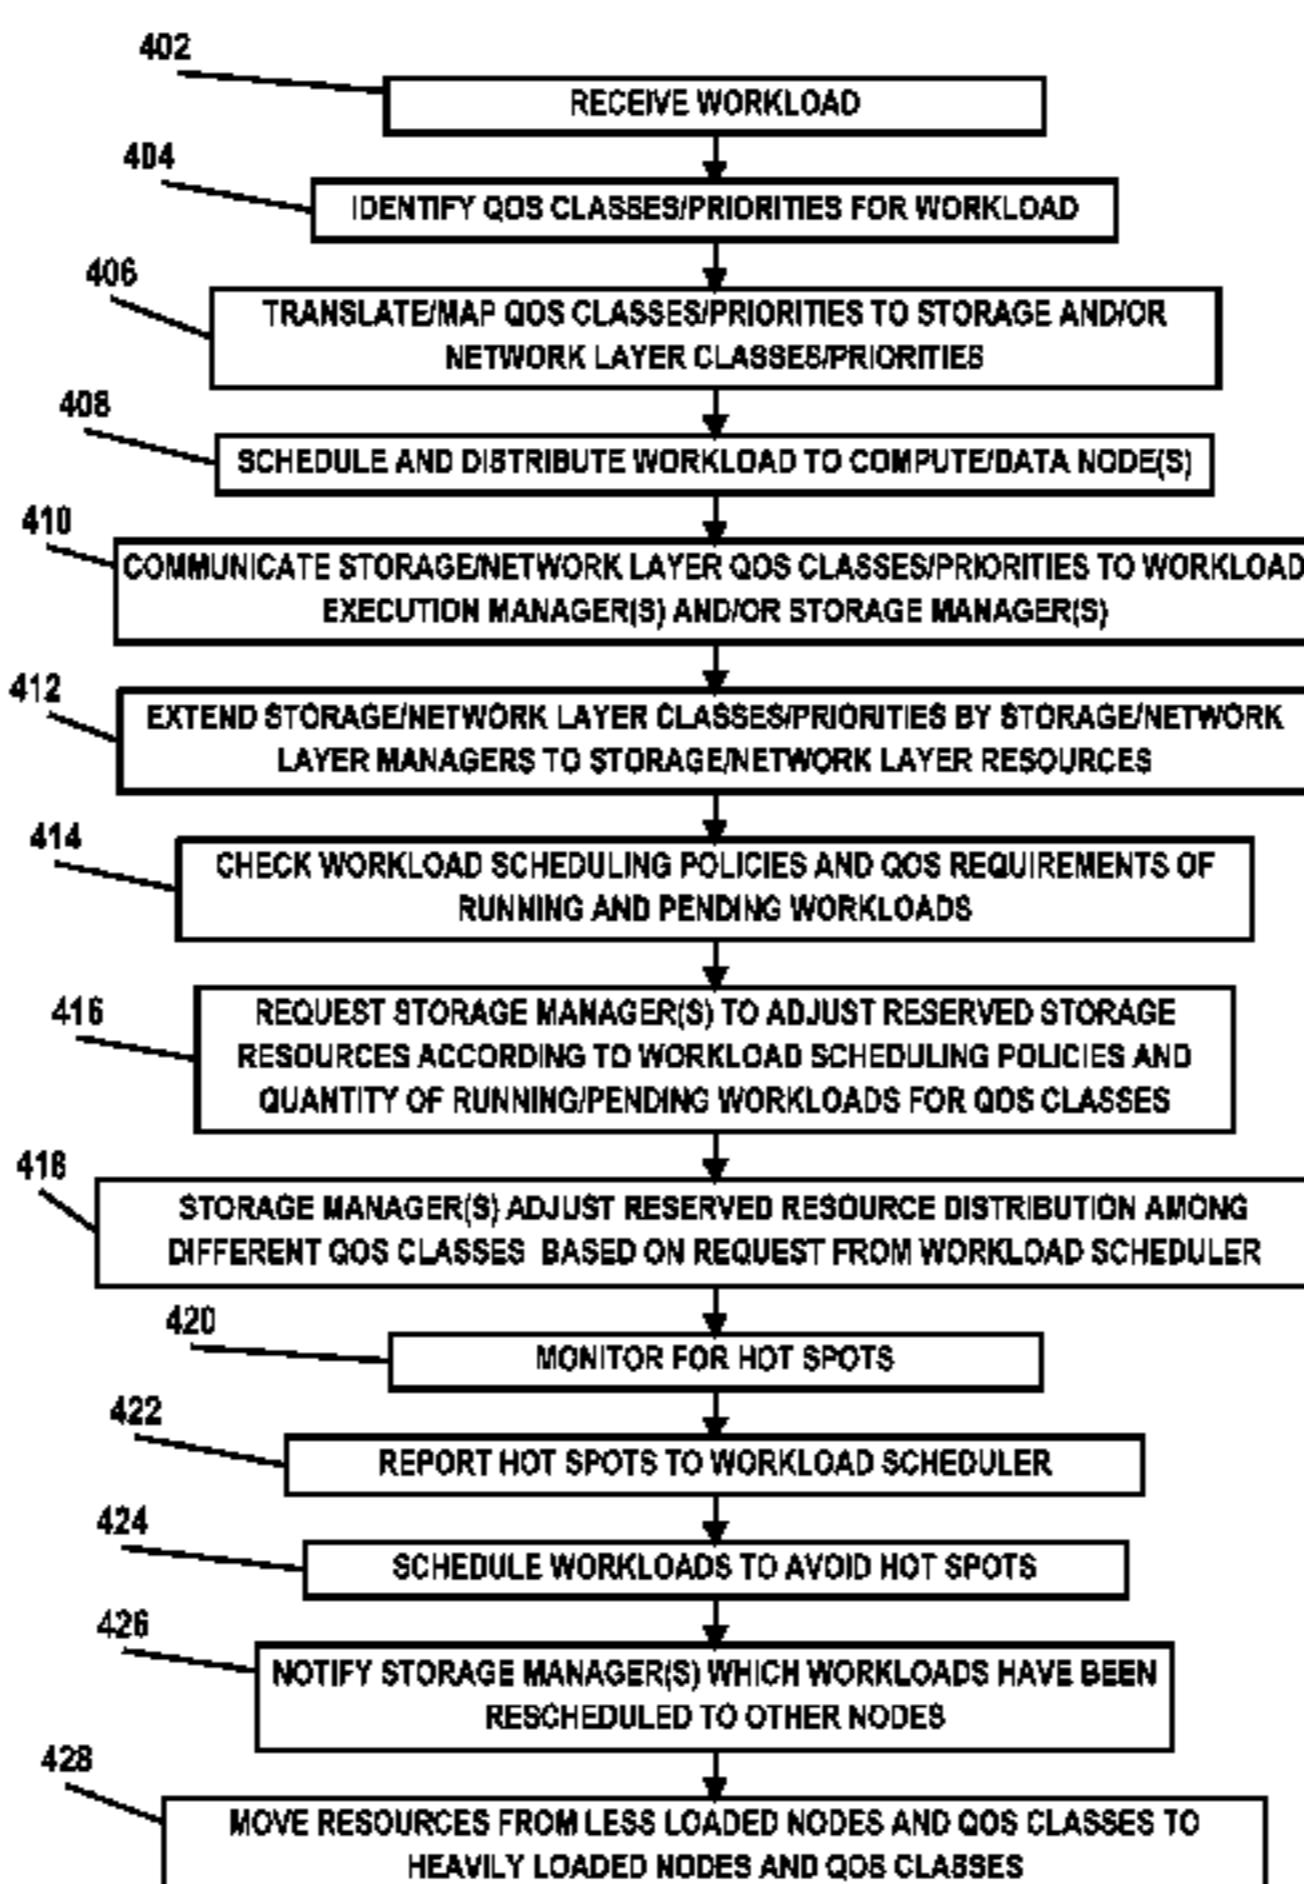 402
RECEIVE WORKLOAD
404
IDENTIFY QOS CLASSES/PRIORITIES FOR WORKLOAD
406
TRANSLATE/MAP QOS CLASSES/PRIORITIES TO STORAGE AND/OR
NETWORK LAYER CLASSES/PRIORITIES
408
SCHEDULE AND DISTRIBUTE WORKLOAD TO COMPUTE/DATA NODE(S)
410
COMMUNICATE STORAGE/NETWORK LAYER QOS CLASSES/PRIORITIES TO WORKLOAD
EXECUTION MANAGER(S) AND/OR STORAGE MANAGER(S)
412
EXTEND STORAGE/NETWORK LAYER CLASSES/PRIORITIES BY STORAGE/NETWORK
LAYER MANAGERS TO STORAGE/NETWORK LAYER RESOURCES
414
CHECK WORKLOAD SCHEDULING POLICIES AND QOS REQUIREMENTS OF
RUNNING AND PENDING WORKLOADS
416
REQUEST STORAGE MANAGER(S) TO ADJUST RESERVED STORAGE
RESOURCES ACCORDING TO WORKLOAD SCHEDULING POLICIES AND
QUANTITY OF RUNNING/PENDING WORKLOADS FOR QOS CLASSES
418
STORAGE MANAGER(S) ADJUST RESERVED RESOURCE DISTRIBUTION AMONG
DIFFERENT QOS CLASSES BASED ON REQUEST FROM WORKLOAD SCHEDULER
420
MONITOR FOR HOT SPOTS
422
REPORT HOT SPOTS TO WORKLOAD SCHEDULER
424
SCHEDULE WORKLOADS TO AVOID HOT SPOTS
426
NOTIFY STORAGE MANAGER(S) WHICH WORKLOADS HAVE BEEN
RESCHEDULED TO OTHER NODES
428
MOVE RESOURCES FROM LESS LOADED NODES AND QOS CLASSES TO
HEAVILY LOADED NODES AND QOS CLASSES